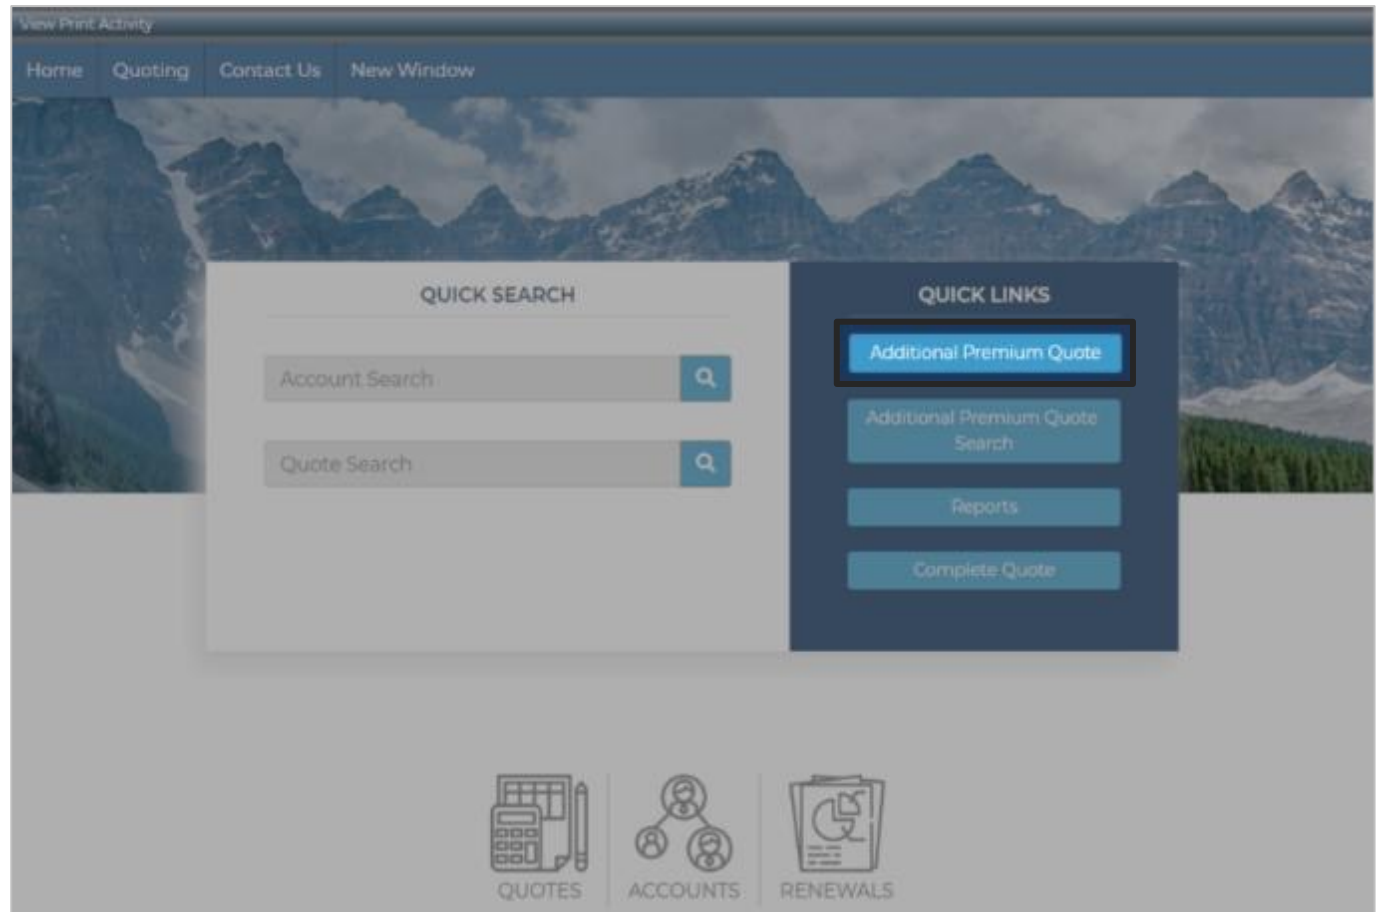 View Print Activity
Home Quoting Contact Us New Window
QUICK SEARCH
Account Search
Quote Search
QUICK LINKS
Additional Premium Quote
Additional Premium Quote
Search
Reports
Complete Quote
QUOTES ACCOUNTS RENEWALS